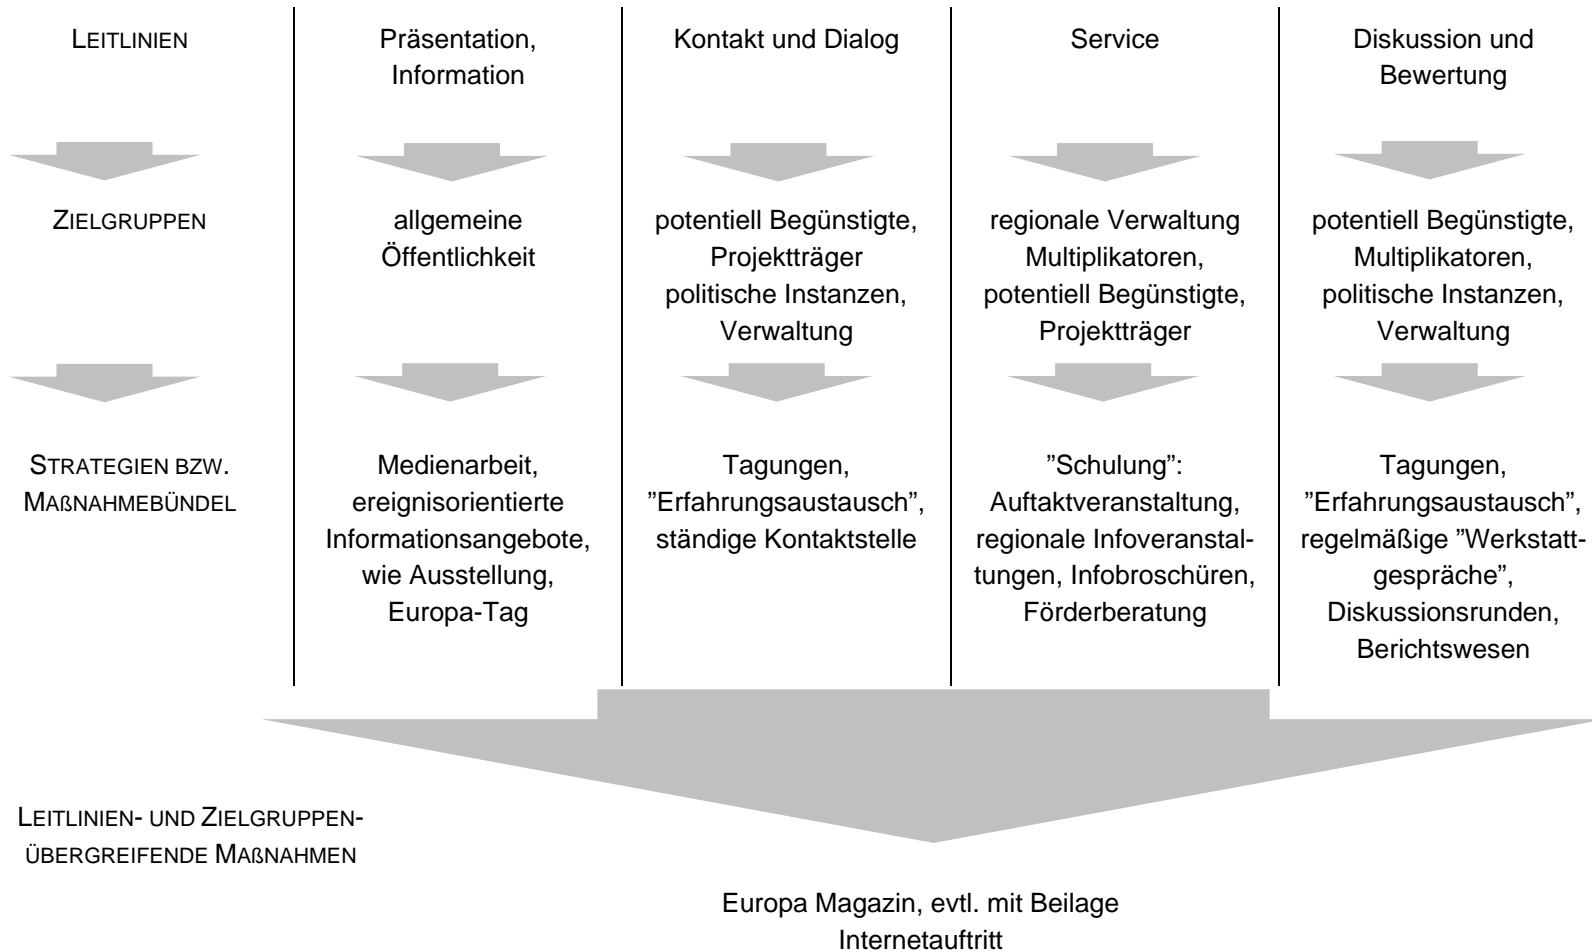 LEITLINIEN
Präsentation,
Information
Kontakt und Dialog
Service
Diskussion und
Bewertung
ZIELGRUPPEN
allgemeine
Öffentlichkeit
potentiell Begünstigte,
Projektträger
politische Instanzen,
Verwaltung
regionale Verwaltung
Multiplikatoren,
potentiell Begünstigte,
Projektträger
potentiell Begünstigte,
Multiplikatoren,
politische Instanzen,
Verwaltung
STRATEGIEN BZW.
MAßNAHMEBÜNDEL
Medienarbeit,
ereignisorientierte
Informationsangebote,
wie Ausstellung,
Europa-Tag
Tagungen,
”Erfahrungsaustausch”,
ständige Kontaktstelle
”Schulung”:
Auftaktveranstaltung,
regionale Infoveranstal-
tungen, Infobroschüren,
Förderberatung
Tagungen,
”Erfahrungsaustausch”,
regelmäßige ”Werkstatt-
gespräche”,
Diskussionsrunden,
Berichtswesen
LEITLINIEN- UND ZIELGRUPPEN-
ÜBERGREIFENDE MAßNAHMEN
Europa Magazin, evtl. mit Beilage
Internetauftritt